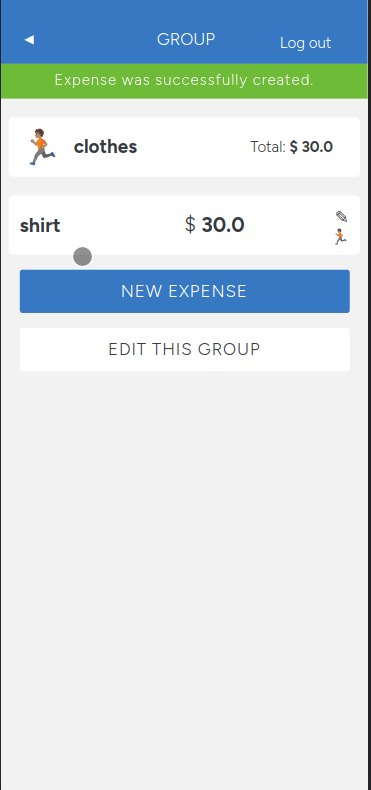 ◄ GROUP Log out
Expense was successfully created.
clothes Total: $ 30.0
shirt $ 30.0
NEW EXPENSE
EDIT THIS GROUP